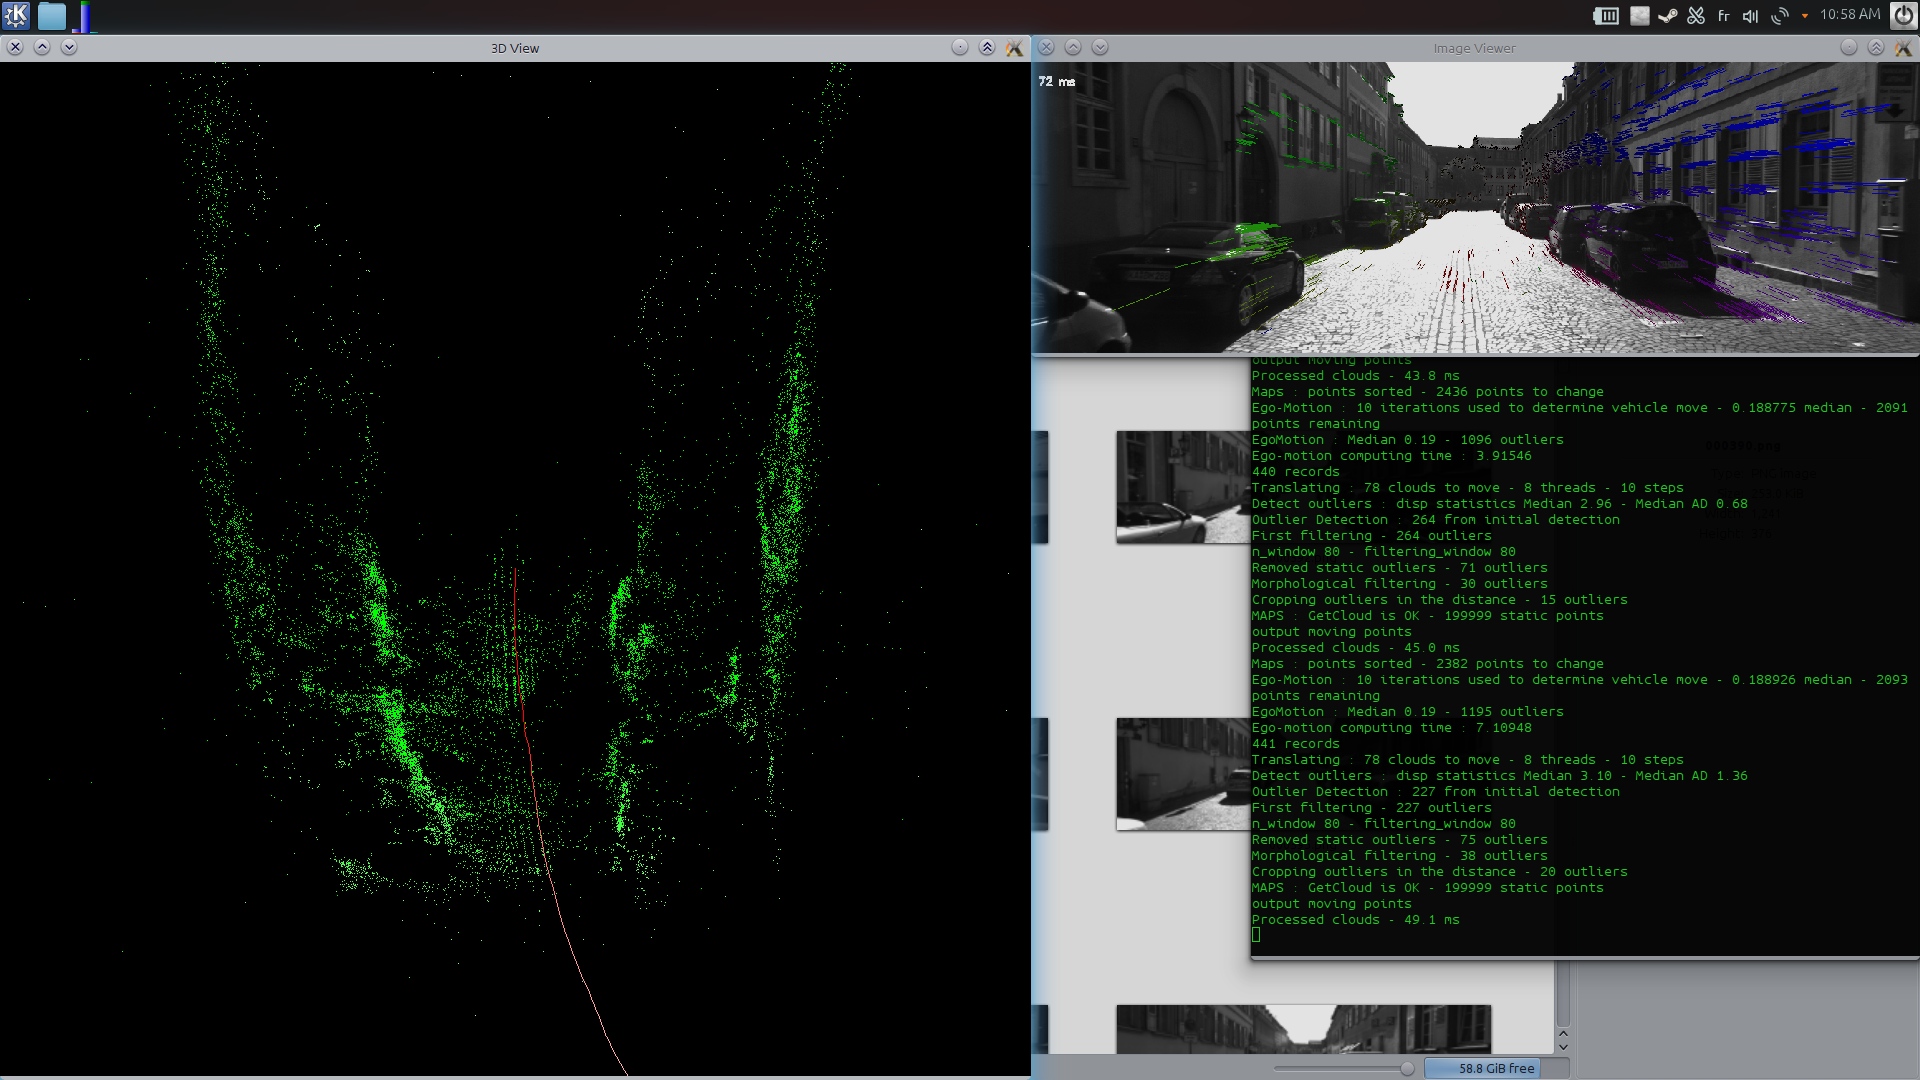 fr
10:58 AM
3D View
Image Viewer
72 ms
output moving points
Processed clouds - 43.8 ms
Maps : points sorted - 2436 points to change
Ego-Motion : 10 iterations used to determine vehicle move - 0.188775 median - 2091
points remaining
EgoMotion : Median 0.19 - 1096 outliers
Ego-motion computing time : 3.91546
440 records
Translating : 78 clouds to move - 8 threads - 10 steps
Detect outliers : disp statistics Median 2.96 - Median AD 0.68
Outlier Detection : 264 from initial detection
First filtering - 264 outliers
n_window 80 - filtering_window 80
Removed static outliers - 71 outliers
Morphological filtering - 30 outliers
Cropping outliers in the distance - 15 outliers
MAPS : GetCloud is OK - 199999 static points
output moving points
Processed clouds - 45.0 ms
Maps : points sorted - 2382 points to change
Ego-Motion : 10 iterations used to determine vehicle move - 0.188926 median - 2093
points remaining
EgoMotion : Median 0.19 - 1195 outliers
Ego-motion computing time : 7.10948
441 records
Translating : 78 clouds to move - 8 threads - 10 steps
Detect outliers : disp statistics Median 3.10 - Median AD 1.36
Outlier Detection : 227 from initial detection
First filtering - 227 outliers
n_window 80 - filtering_window 80
Removed static outliers - 75 outliers
Morphological filtering - 38 outliers
Cropping outliers in the distance - 20 outliers
MAPS : GetCloud is OK - 199999 static points
output moving points
Processed clouds - 49.1 ms
58.8 GiB free